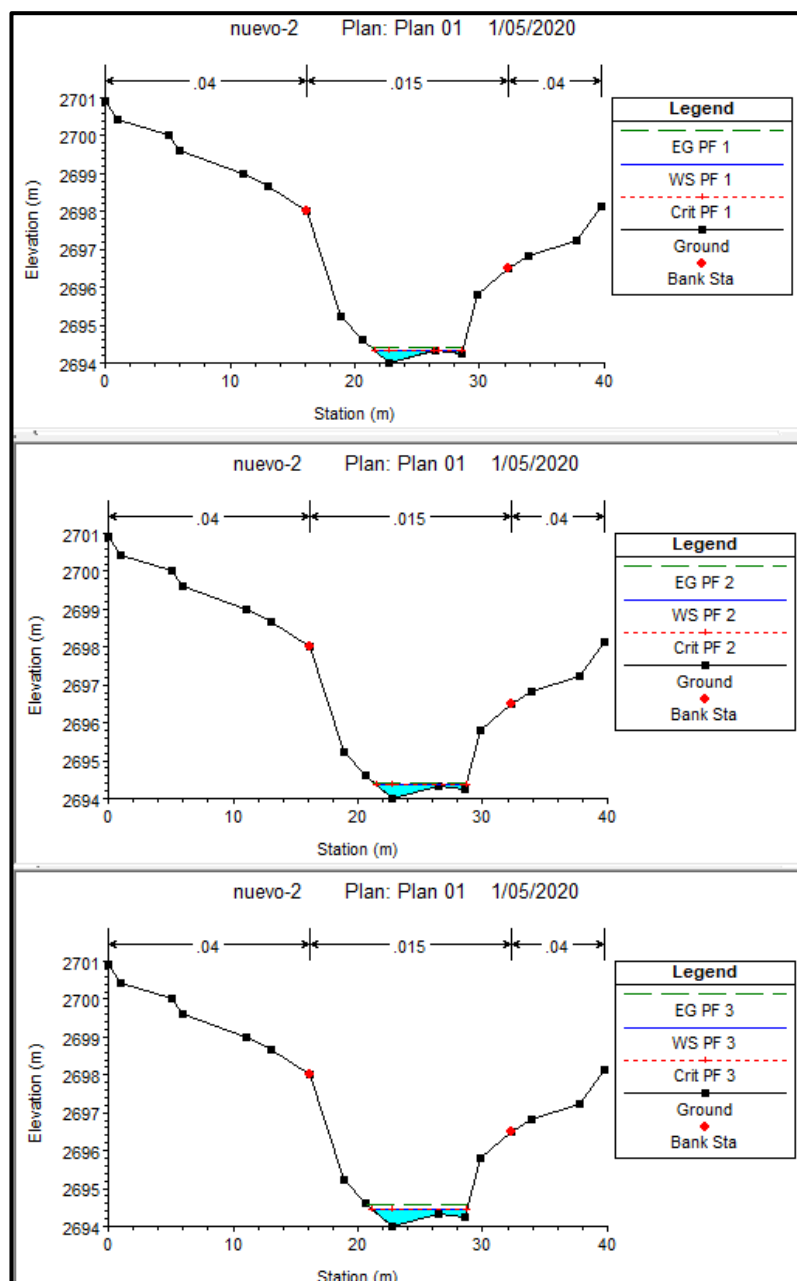 nuevo-2 Plan: Plan 01 1/05/2020
.04 .015 .04
2701
2700
2699
2698
2697
2696
2695
2694
Elevation (m)
0 10 20 30 40
Station (m)
Legend
EG PF 1
WS PF 1
Crit PF 1
Ground
Bank Sta
nuevo-2 Plan: Plan 01 1/05/2020
.04 .015 .04
2701
2700
2699
2698
2697
2696
2695
2694
Elevation (m)
0 10 20 30 40
Station (m)
Legend
EG PF 2
WS PF 2
Crit PF 2
Ground
Bank Sta
nuevo-2 Plan: Plan 01 1/05/2020
.04 .015 .04
2701
2700
2699
2698
2697
2696
2695
2694
Elevation (m)
0 10 20 30 40
Station (m)
Legend
EG PF 3
WS PF 3
Crit PF 3
Ground
Bank Sta